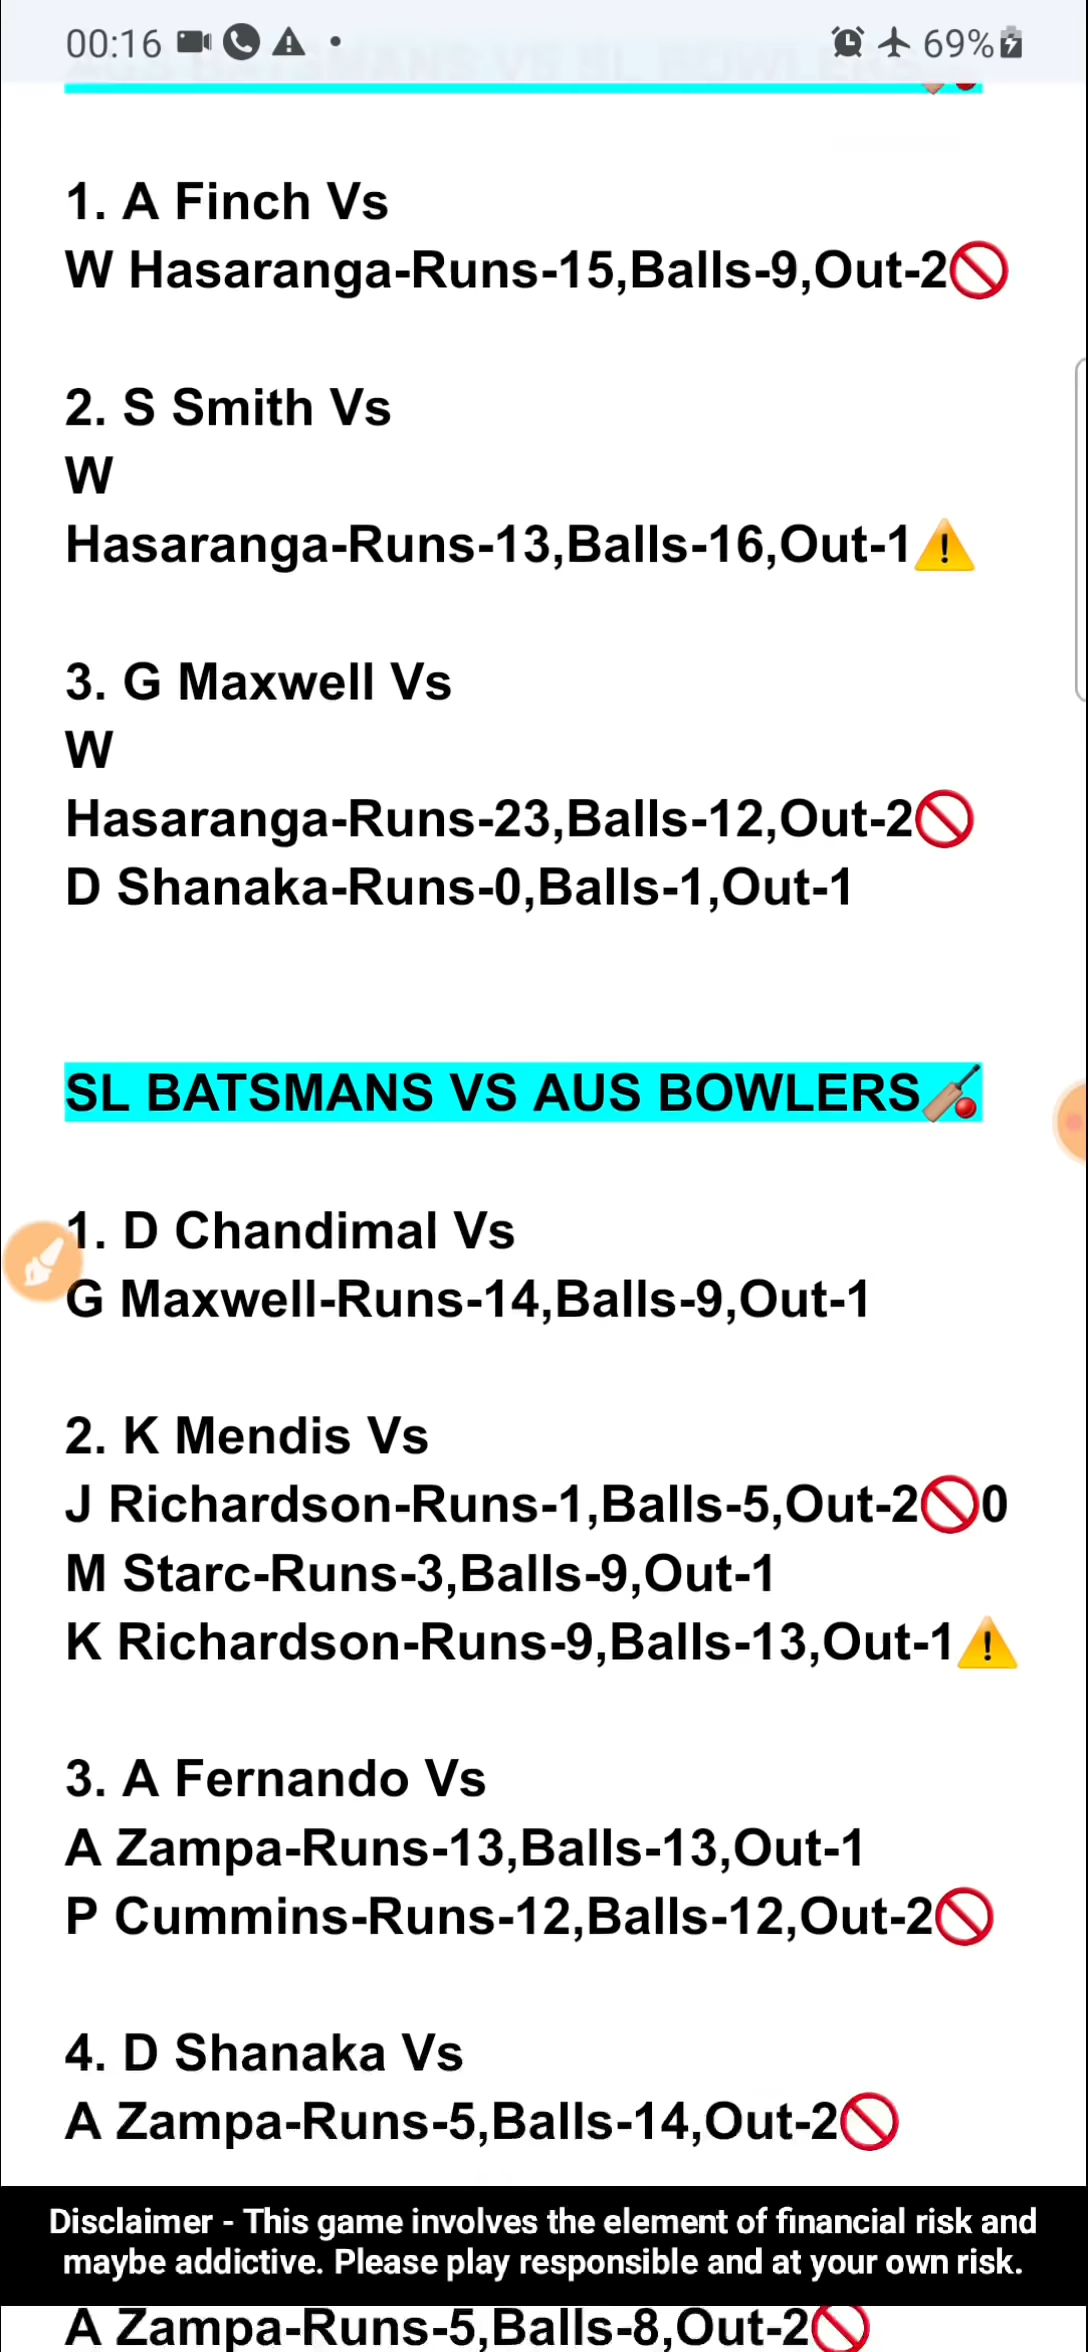 00:16
69%
AUS BATSMANS VS SL BOWLERS
1. A Finch Vs
W Hasaranga-Runs-15,Balls-9,Out-2🚫
2. S Smith Vs
W
Hasaranga-Runs-13,Balls-16,Out-1⚠️
3. G Maxwell Vs
W
Hasaranga-Runs-23,Balls-12,Out-2🚫
D Shanaka-Runs-0,Balls-1,Out-1
SL BATSMANS VS AUS BOWLERS🏏
1. D Chandimal Vs
G Maxwell-Runs-14,Balls-9,Out-1
2. K Mendis Vs
J Richardson-Runs-1,Balls-5,Out-2🚫0
M Starc-Runs-3,Balls-9,Out-1
K Richardson-Runs-9,Balls-13,Out-1⚠️
3. A Fernando Vs
A Zampa-Runs-13,Balls-13,Out-1
P Cummins-Runs-12,Balls-12,Out-2🚫
4. D Shanaka Vs
A Zampa-Runs-5,Balls-14,Out-2🚫
Disclaimer - This game involves the element of financial risk and
maybe addictive. Please play responsible and at your own risk.
A Zampa-Runs-5,Balls-8,Out-2🚫